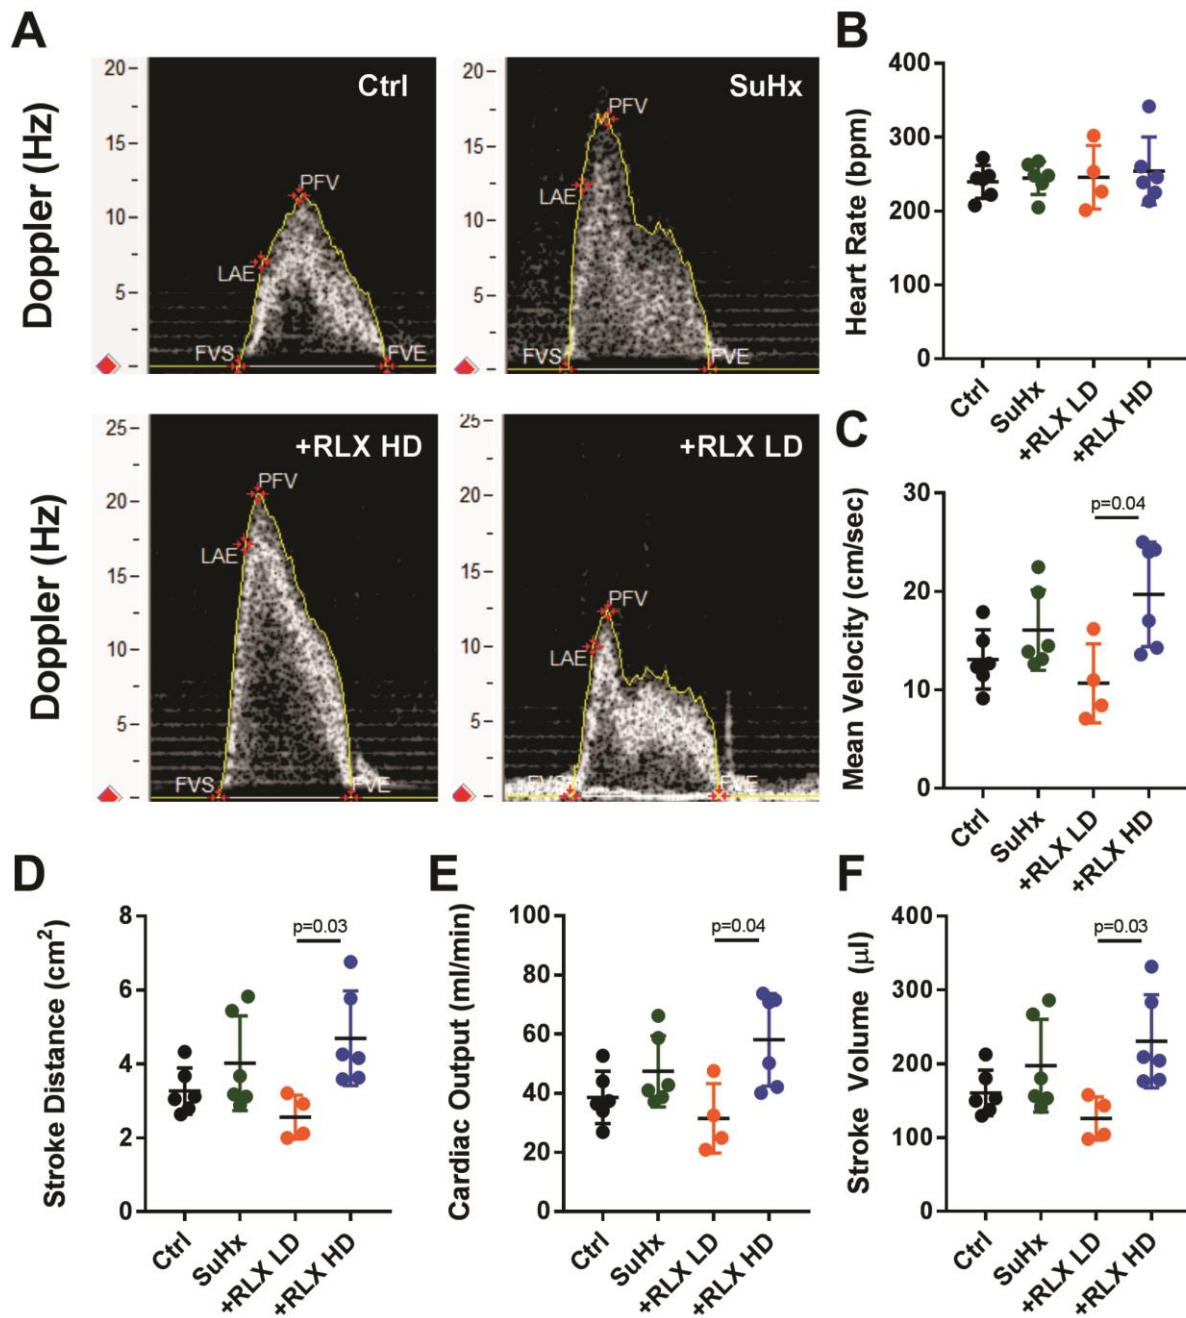 A
Doppler (Hz)
20
15
10
5
Ctrl
PFV
LAE
FVS
FVE
20
15
10
5
SuHx
PFV
LAE
FVS
FVE
Doppler (Hz)
25
20
15
10
5
+RLX HD
PFV
LAE
FVS
FVE
25
20
15
10
5
+RLX LD
PFV
LAE
FVS
FVE
B
Heart Rate (bpm)
400
300
200
100
0
Ctrl
SuHx
+RLX LD
+RLX HD
C
Mean Velocity (cm/sec)
30
20
10
0
p=0.04
Ctrl
SuHx
+RLX LD
+RLX HD
D
Stroke Distance (cm²)
8
6
4
2
0
p=0.03
Ctrl
SuHx
+RLX LD
+RLX HD
E
Cardiac Output (ml/min)
100
80
60
40
20
0
p=0.04
Ctrl
SuHx
+RLX LD
+RLX HD
F
Stroke Volume (μl)
400
300
200
100
0
p=0.03
Ctrl
SuHx
+RLX LD
+RLX HD